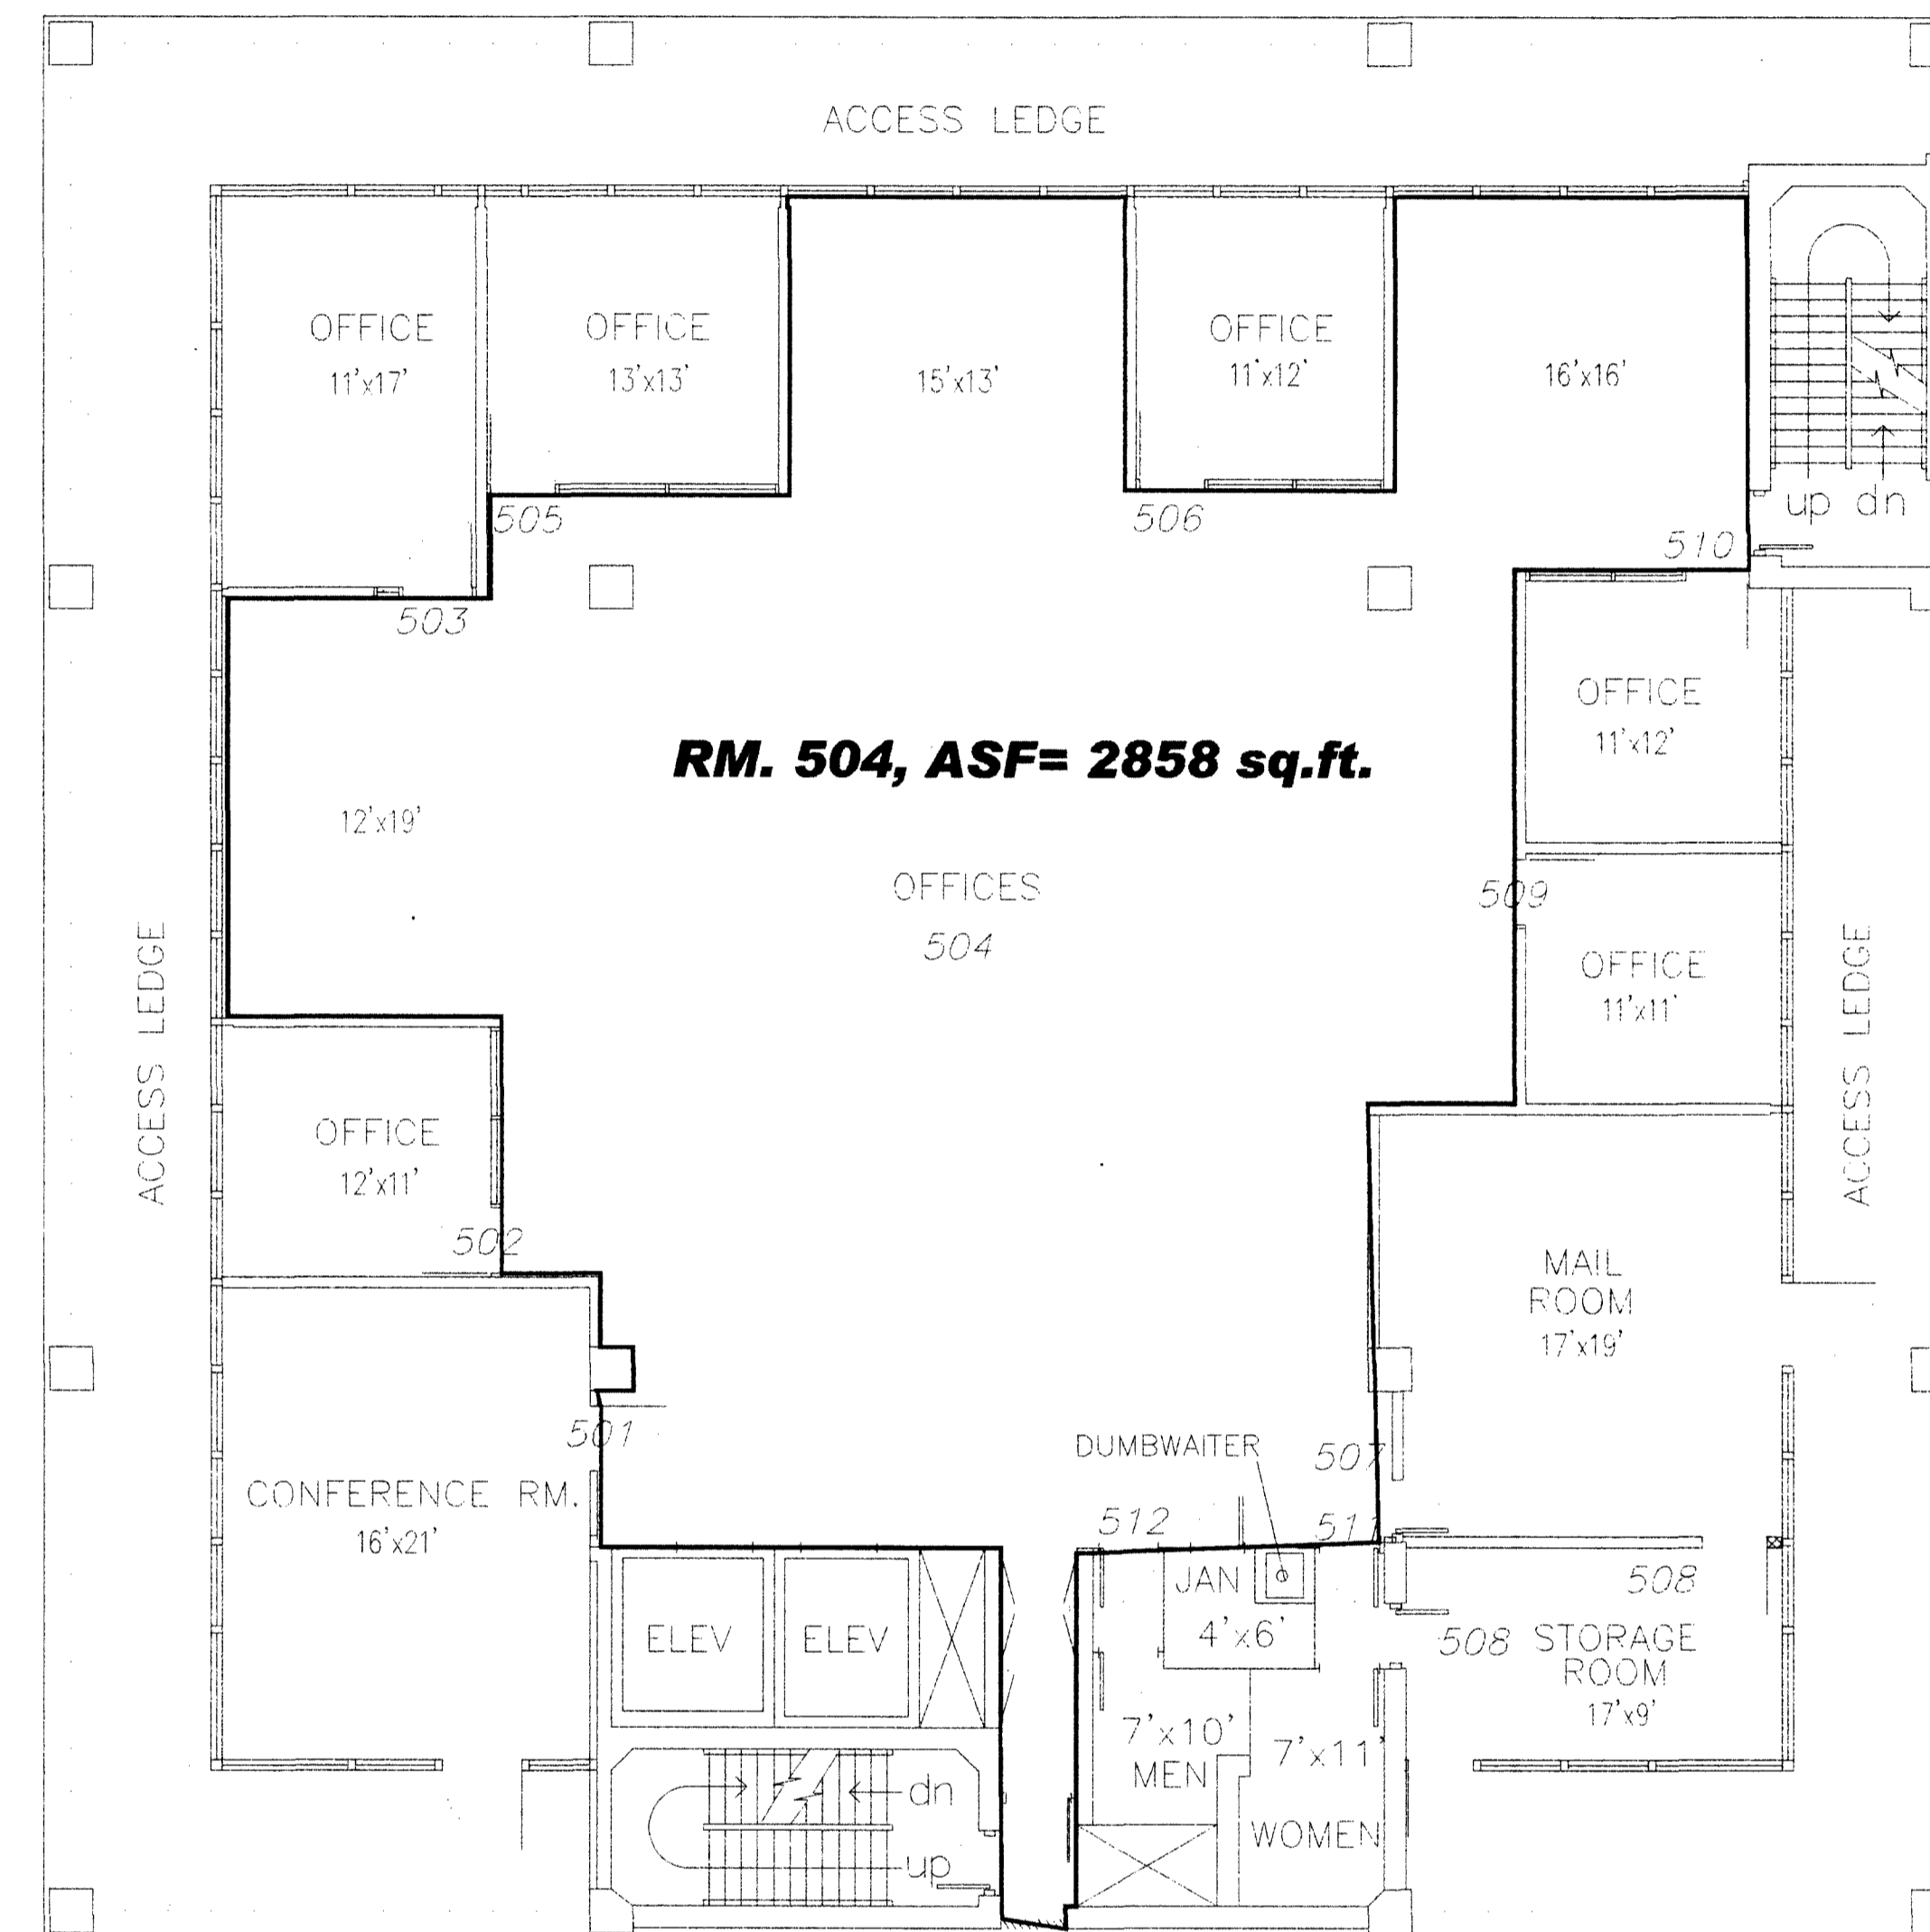 ACCESS LEDGE
OFFICE
11'x17'
OFFICE
13'x13'
15'x13'
OFFICE
11'x12'
16'x16'
up dn
505
506
510
503
OFFICE
11'x12'
RM. 504, ASF= 2858 sq.ft.
12'x19'
OFFICES
504
509
ACCESS LEDGE
ACCESS LEDGE
OFFICE
11'x11'
OFFICE
12'x11'
502
MAIL
ROOM
17'x19'
501
DUMBWAITER
507
CONFERENCE RM.
16'x21'
512
JAN
4'x6'
508
ELEV
ELEV
508 STORAGE
ROOM
17'x9'
7'x10'
MEN
7'x11'
WOMEN
dn
up